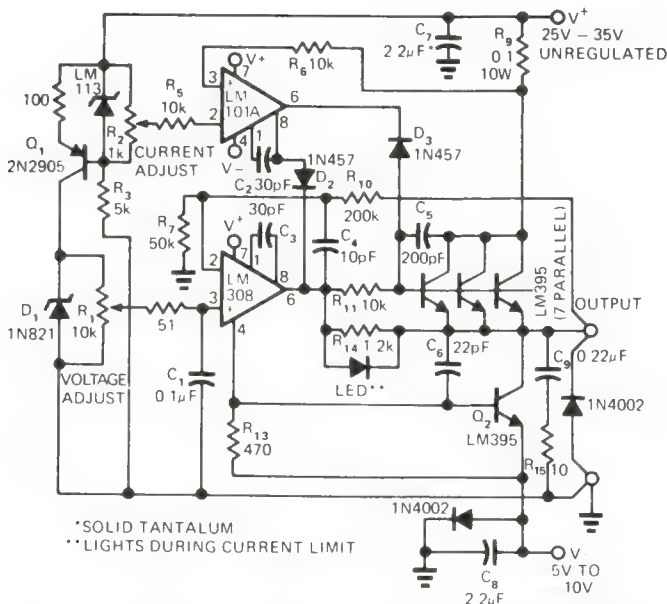 V+
25V – 35V
UNREGULATED
C7
2 2µF*
R9
0 1
10W
V+
R6 10k
LM
113
100
R5
10k
3
+
7
LM
101A
2
-
4
1
8
6
V–
R2
1k
CURRENT
ADJUST
Q1
2N2905
C2 30pF
1N457
D2
D3
1N457
R3
5k
30pF
R10
200k
C5
200pF
R7
50k
V+
C3
C4
10pF
7
1
2
-
LM
308
8
6
3
+
4
R11 10k
LM395
(7 PARALLEL)
OUTPUT
D1
1N821
R1
10k
51
R14 1 2k
C6
22pF
C9
0 22µF
LED**
VOLTAGE
ADJUST
C1
0 1µF
Q2
LM395
1N4002
R13
470
R15
10
1N4002
*SOLID TANTALUM
**LIGHTS DURING CURRENT LIMIT
V
5V TO
10V
C8
2 2µF